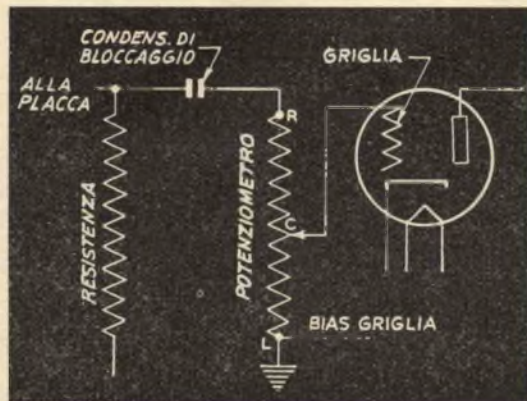 CONDENS. DI
BLOCCAGGIO
GRIGLIA
ALLA
PLACCA
R
RESISTENZA
POTENZIOMETRO
C
BIAS GRIGLIA
L